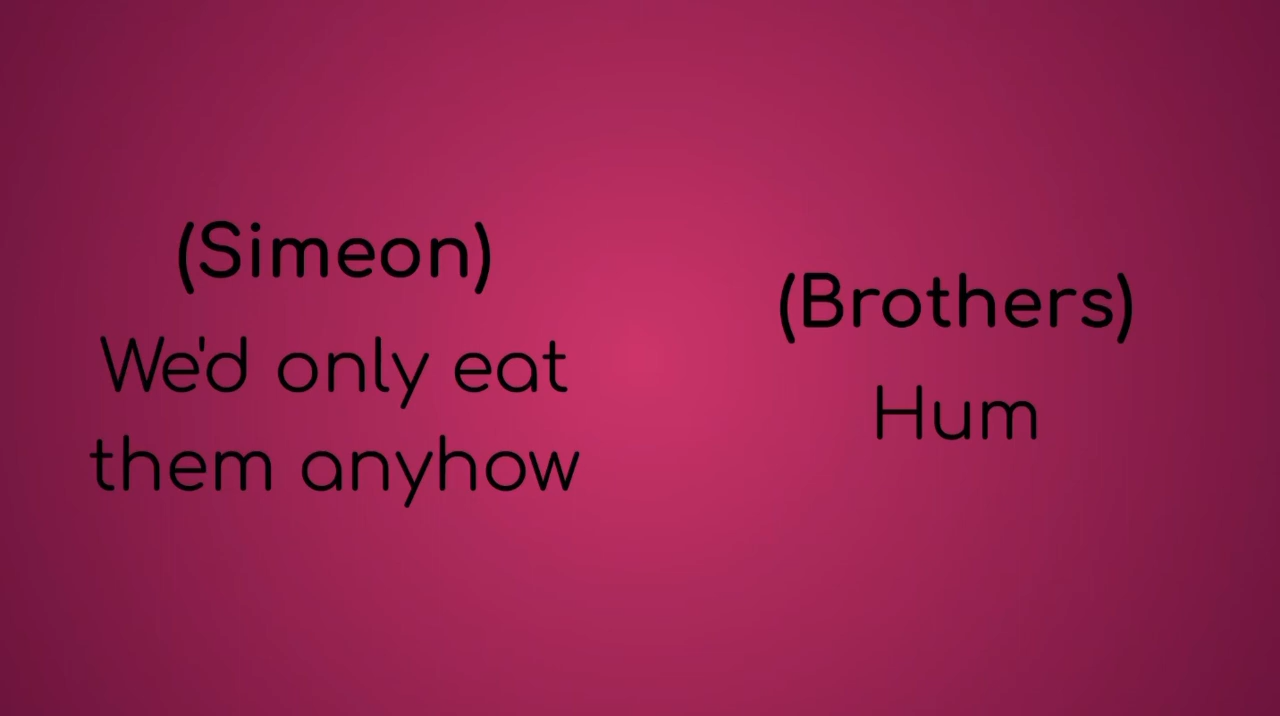 (Simeon)
We'd only eat
them anyhow
(Brothers)
Hum